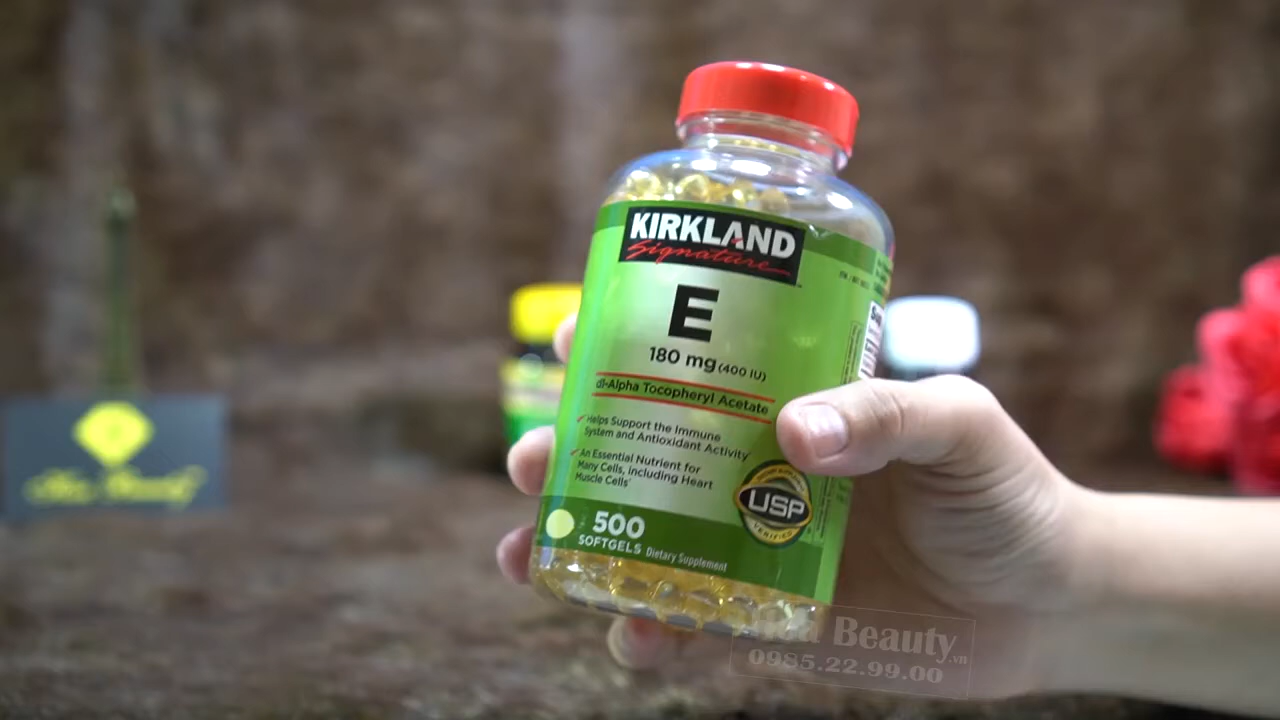 KIRKLAND
Signature
E
180 mg (400 IU)
dl-Alpha Tocopheryl Acetate
Helps Support the Immune
System and Antioxidant Activity
An Essential Nutrient for
Many Cells, including Heart
Muscle Cells
USP
VERIFIED
500
SOFTGELS Dietary Supplement
Beauty.vn
0985.22.99.00